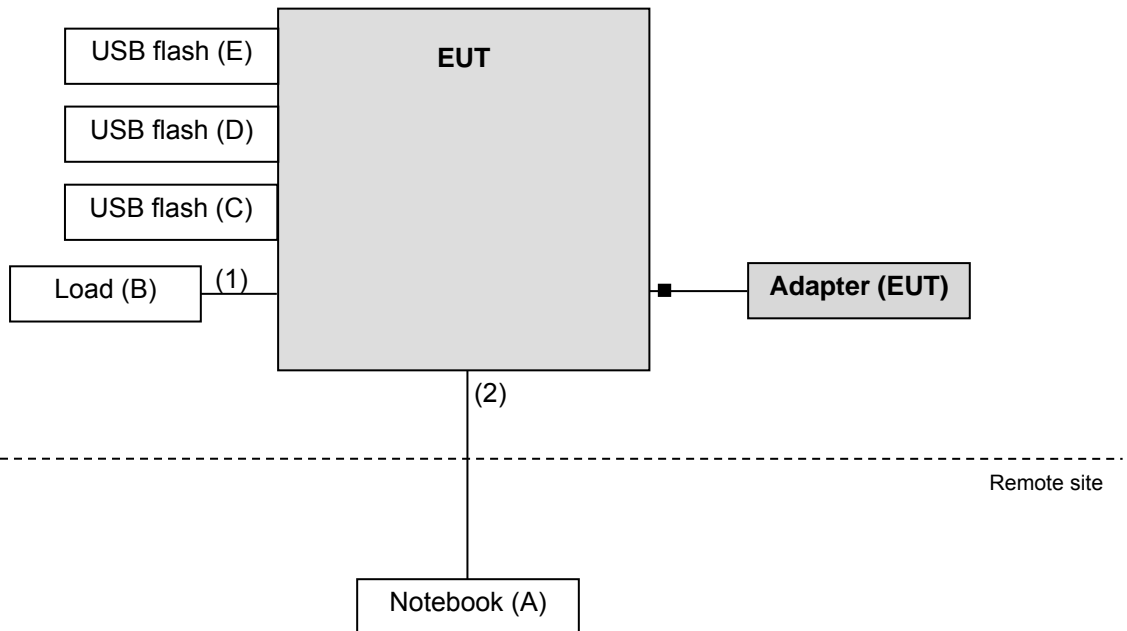 USB flash (E)
EUT
USB flash (D)
USB flash (C)
Load (B)
(1)
Adapter (EUT)
(2)
Remote site
Notebook (A)